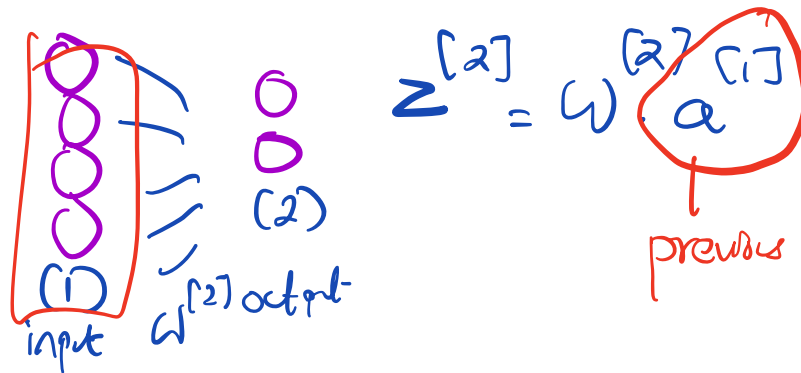 z^[2] = W^[2] . a^[1]
previous
(1)
(2)
input
W^[2]
output